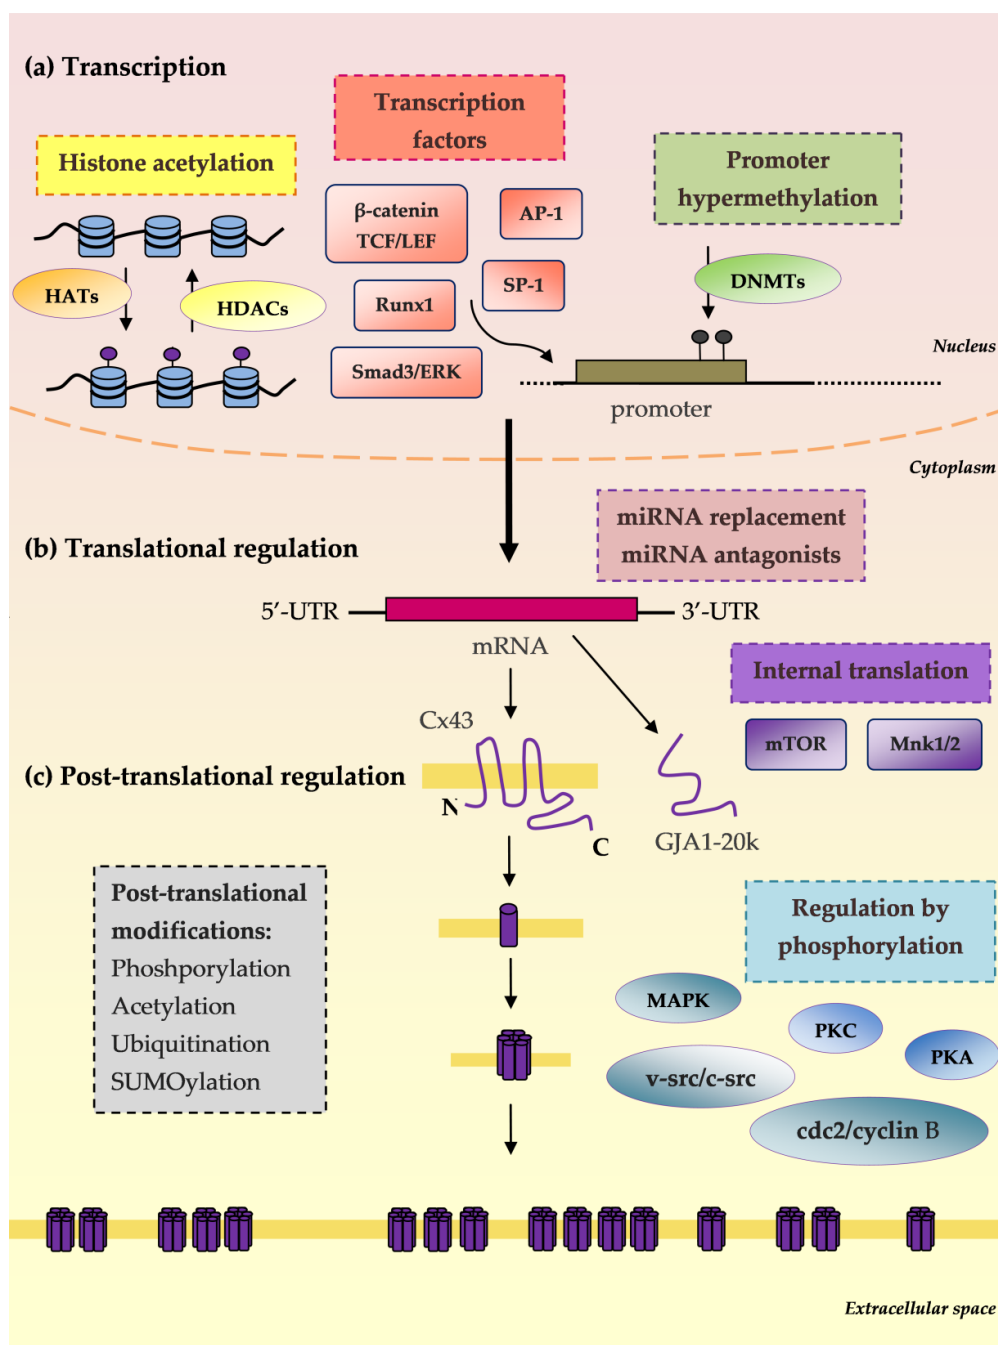 (a) Transcription
Transcription
factors
Histone acetylation
Promoter
hypermethylation
β-catenin
TCF/LEF
AP-1
SP-1
HATs
HDACs
Runx1
DNMTs
Smad3/ERK
Nucleus
promoter
Cytoplasm
miRNA replacement
miRNA antagonists
(b) Translational regulation
5′-UTR
3′-UTR
mRNA
Internal translation
Cx43
mTOR
Mnk1/2
(c) Post-translational regulation
N
C
GJA1-20k
Post-translational
modifications:
Phoshporylation
Acetylation
Ubiquitination
SUMOylation
Regulation by
phosphorylation
MAPK
PKC
PKA
v-src/c-src
cdc2/cyclin B
Extracellular space